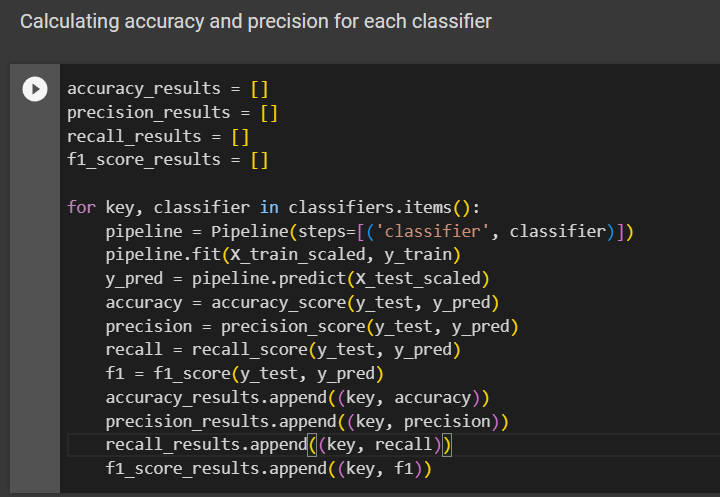 Calculating accuracy and precision for each classifier
accuracy_results = []
precision_results = []
recall_results = []
f1_score_results = []
for key, classifier in classifiers.items():
    pipeline = Pipeline(steps=[('classifier', classifier)])
    pipeline.fit(X_train_scaled, y_train)
    y_pred = pipeline.predict(X_test_scaled)
    accuracy = accuracy_score(y_test, y_pred)
    precision = precision_score(y_test, y_pred)
    recall = recall_score(y_test, y_pred)
    f1 = f1_score(y_test, y_pred)
    accuracy_results.append((key, accuracy))
    precision_results.append((key, precision))
    recall_results.append((key, recall))
    f1_score_results.append((key, f1))